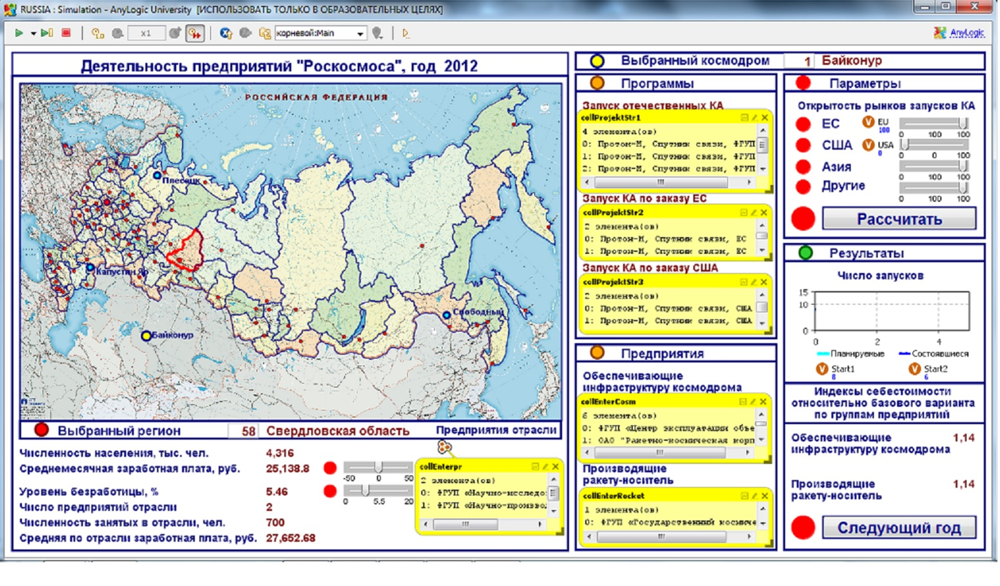 RUSSIA : Simulation - AnyLogic University [ИСПОЛЬЗОВАТЬ ТОЛЬКО В ОБРАЗОВАТЕЛЬНЫХ ЦЕЛЯХ]
x1
корневой:Main
AnyLogic
Деятельность предприятий "Роскосмоса", год 2012
РОССИЙСКАЯ ФЕДЕРАЦИЯ
Плесецк
Капустин Яр
Свободный
Байконур
Выбранный регион 58 Свердловская область Предприятия отрасли
Численность населения, тыс. чел. 4,316
Среднемесячная заработная плата, руб. 25,138.8
-50 0 50
Уровень безработицы, % 5.46
0 5.5 20
Число предприятий отрасли 2
Численность занятых в отрасли, чел. 700
Средняя по отрасли заработная плата, руб. 27,652.68
collEnterpr
2 элемента(ов)
0: ФГУП «Научно-исследо
1: ФГУП «Научно-производ
Выбранный космодром 1 Байконур
Программы
Запуск отечественных КА
collProjektStr1
4 элемента(ов)
0: Протон-М, Спутник связи, ФГУП
1: Протон-М, Спутник связи, ФГУП
2: Протон-М, Спутник связи, ФГУП
Запуск КА по заказу ЕС
collProjektStr2
2 элемента(ов)
0: Протон-М, Спутник связи, ЕС
1: Протон-М, Спутник связи, ЕС
Запуск КА по заказу США
collProjektStr3
2 элемента(ов)
0: Протон-М, Спутник связи, США
1: Протон-М, Спутник связи, США
Предприятия
Обеспечивающие
инфраструктуру космодрома
collEnterCosm
6 элемента(ов)
0: ФГУП «Центр эксплуатации объе
1: ОАО "Ракетно-космическая корп
Производящие
ракету-носитель
collEnterRocket
1 элемента(ов)
0: ФГУП «Государственный космиче
Параметры
Открытость рынков запусков КА
ЕС V EU
100
0 100 100
США V USA
0
0 0 100
Азия
0 100 100
Другие
0 100 100
Рассчитать
Результаты
Число запусков
15
10
0
0 2 4
Планируемые Состоявшиеся
V Start1 V Start2
8 6
Индексы себестоимости
относительно базового варианта
по группам предприятий
Обеспечивающие 1,14
инфраструктуру космодрома
Производящие 1,14
ракету-носитель
Следующий год